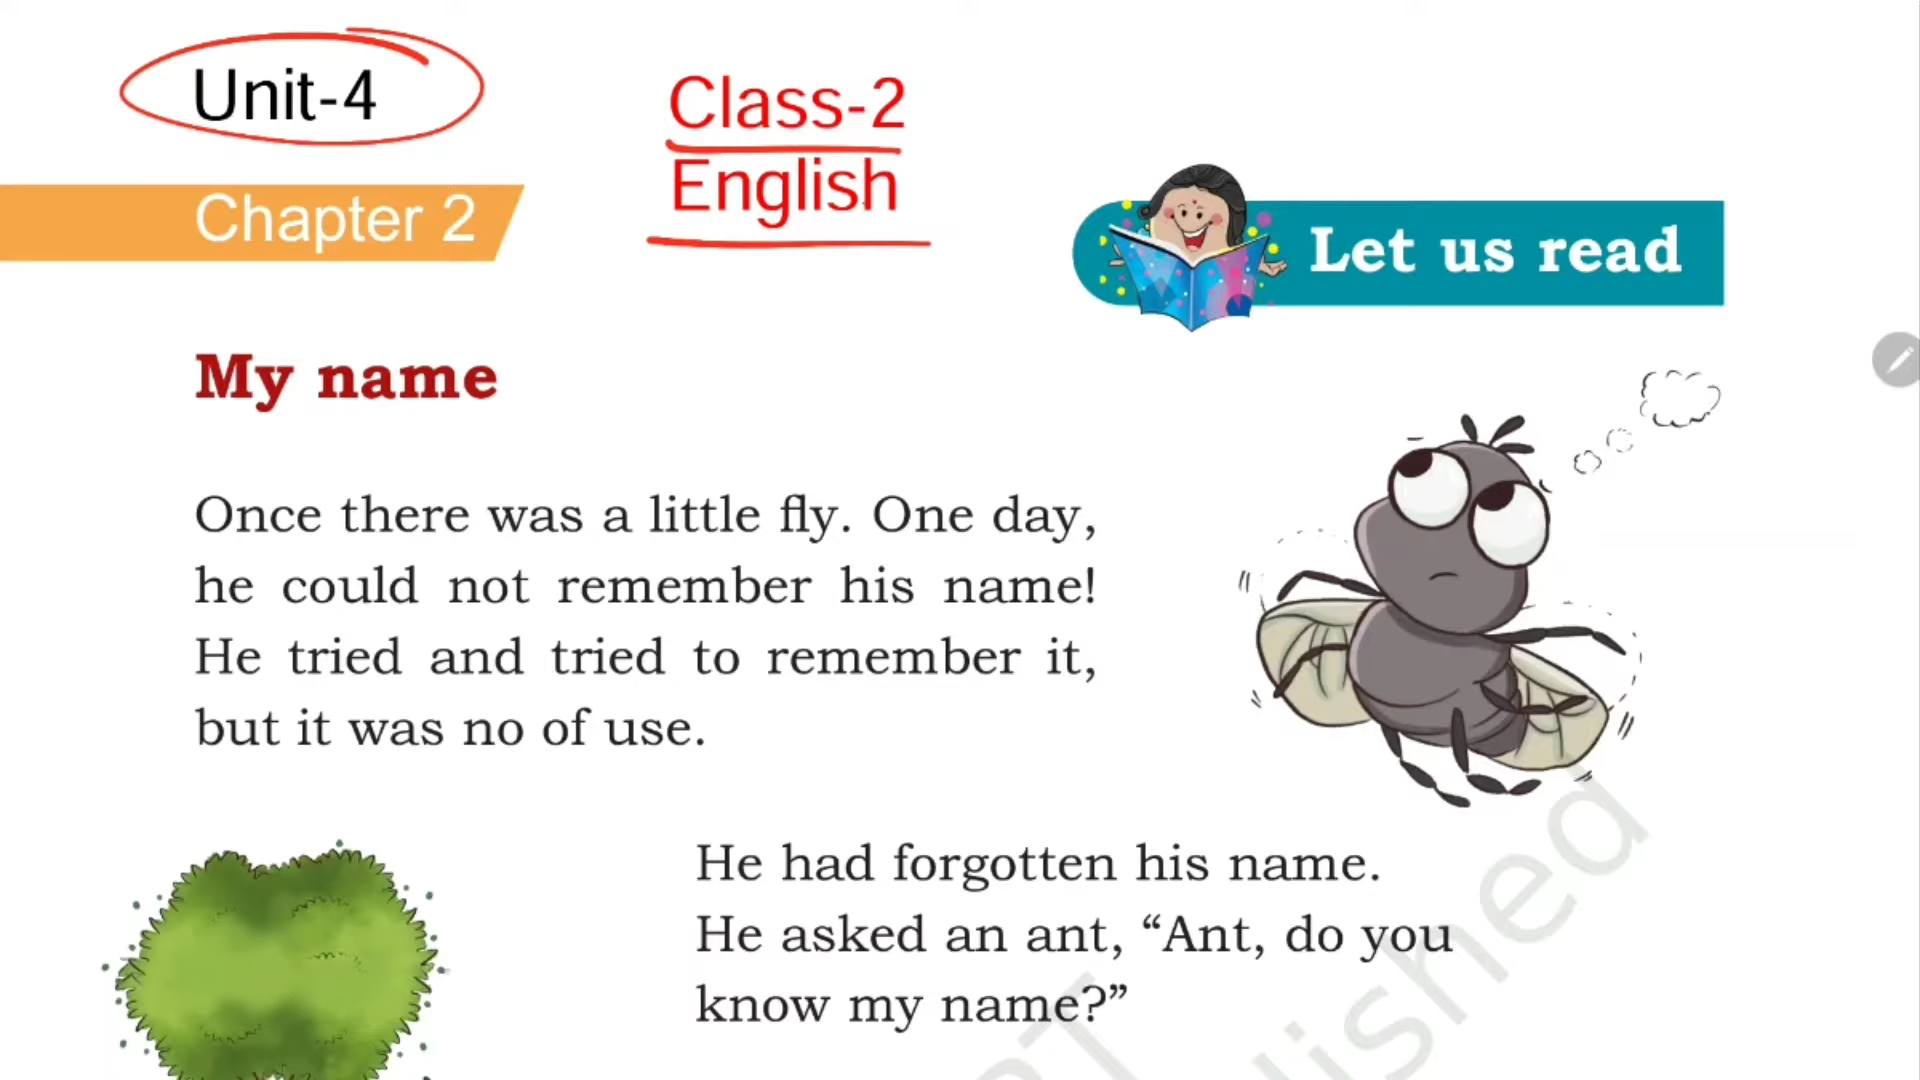 Unit-4
Class-2
English
Chapter 2
Let us read
My name
Once there was a little fly. One day,
he could not remember his name!
He tried and tried to remember it,
but it was no of use.
He had forgotten his name.
He asked an ant, “Ant, do you
know my name?”